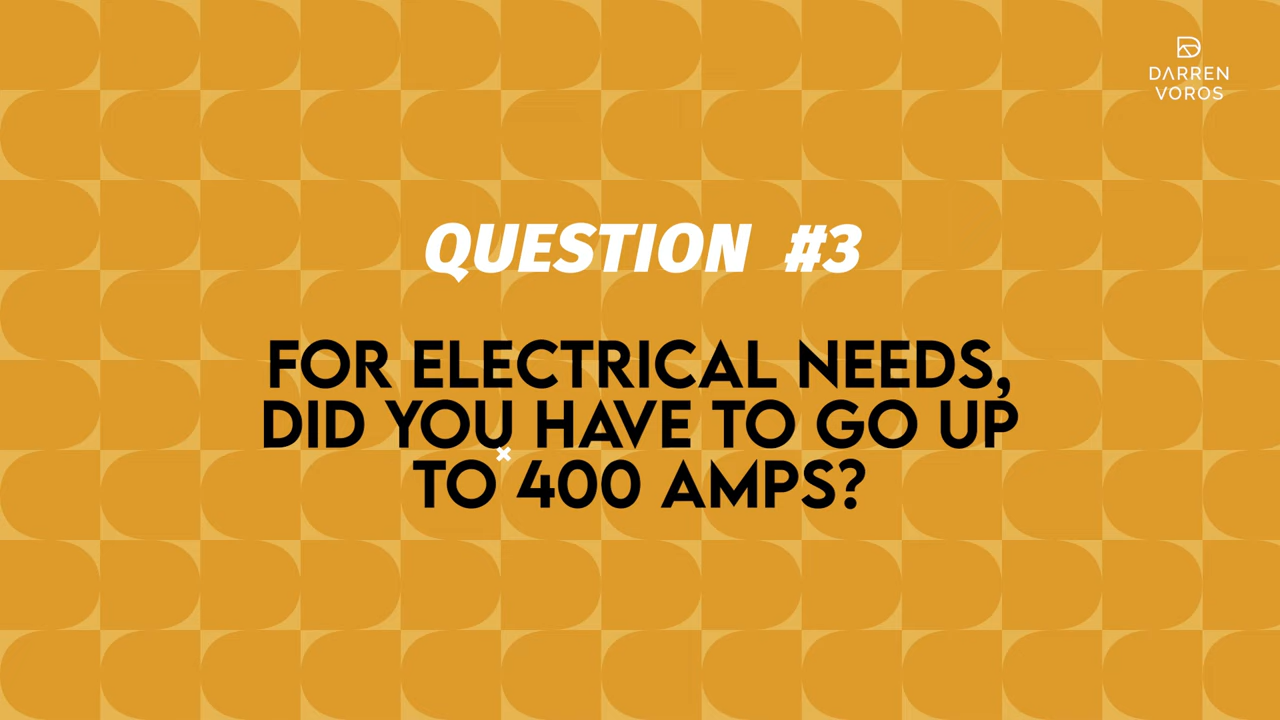 DARREN
VOROS
QUESTION #3
FOR ELECTRICAL NEEDS,
DID YOU HAVE TO GO UP
TO 400 AMPS?